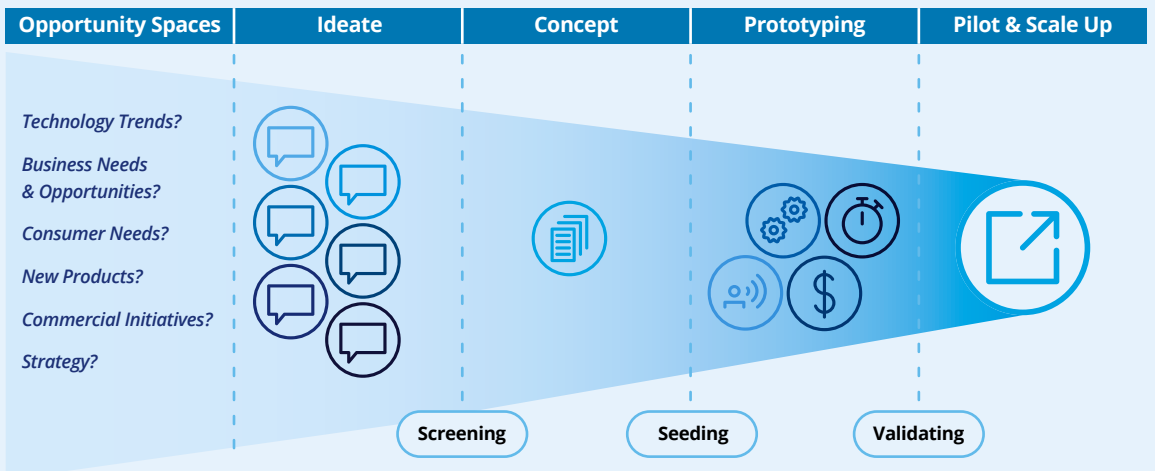 Opportunity Spaces
Ideate
Concept
Prototyping
Pilot & Scale Up
Technology Trends?
Business Needs
& Opportunities?
Consumer Needs?
New Products?
Commercial Initiatives?
Strategy?
$
Screening
Seeding
Validating